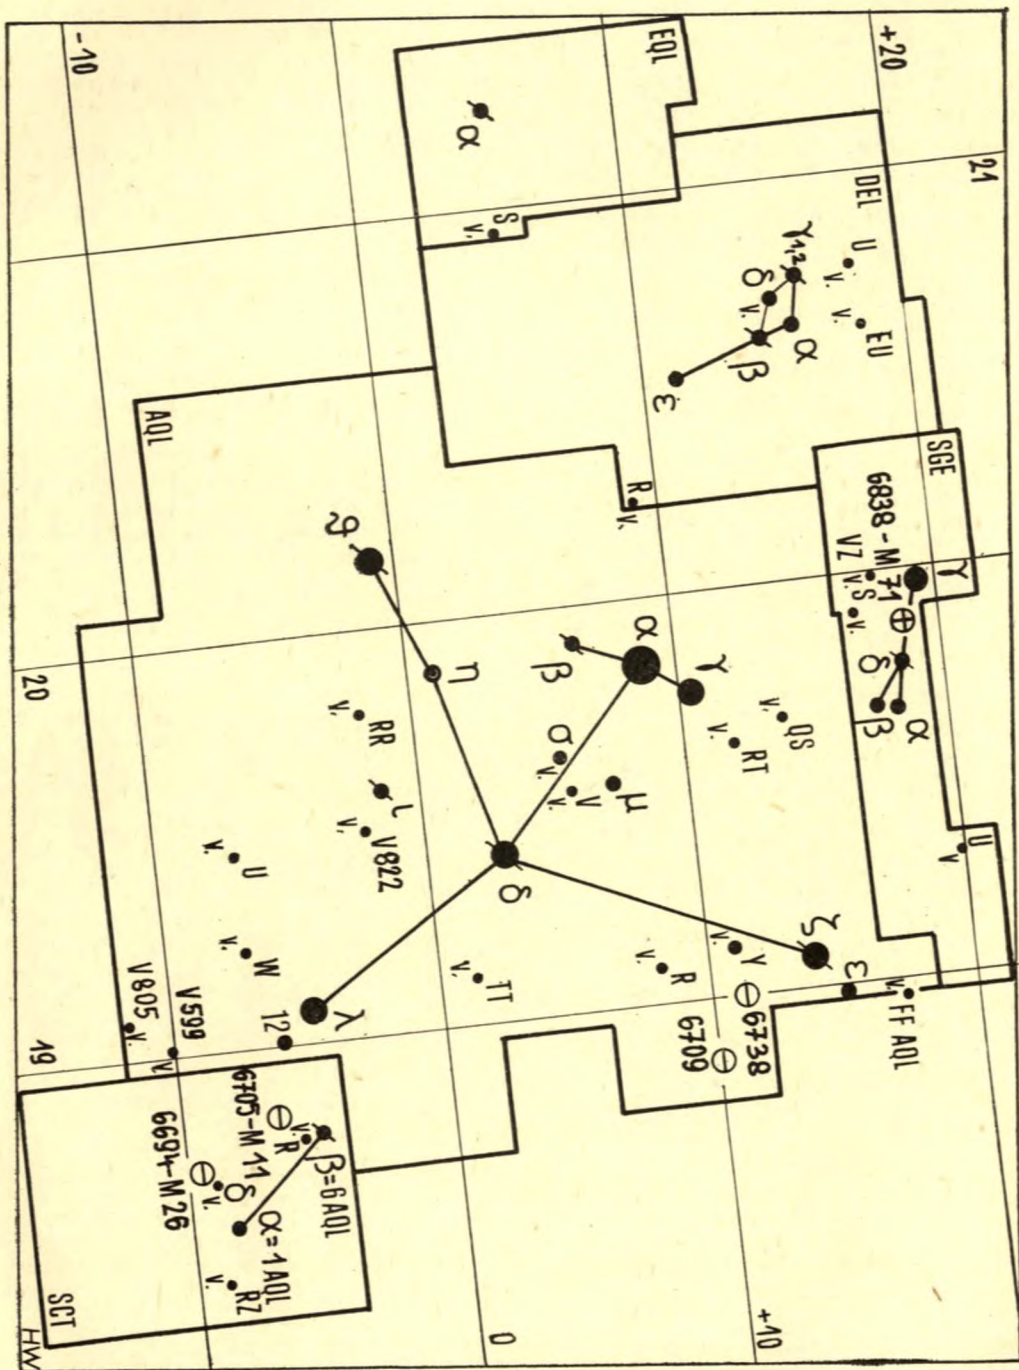 21
U
v
SGE
γ
+20
FF AQL
v.
α
6838 - M 71
DEL
U
v.
EU
v.
VZ
v.
S
v.
δ
β
ε
ζ
γ1,2
α
QS
v.
+10
δ
v.
β
RT
v.
Y
v.
6738
6709
γ
EQL
ε
R
v.
α
μ
R
v.
β
σ
v.
V
v.
δ
TT
v.
0
S
v.
α
η
ι
RR
v.
V822
v.
λ
ϑ
β=6AQL
12
U
v.
W
v.
R
v.
α=1AQL
6705-M 11
δ
v.
RZ
v.
V599
v.
6694-M 26
AQL
V805
v.
-10
20
19
SCT
HW